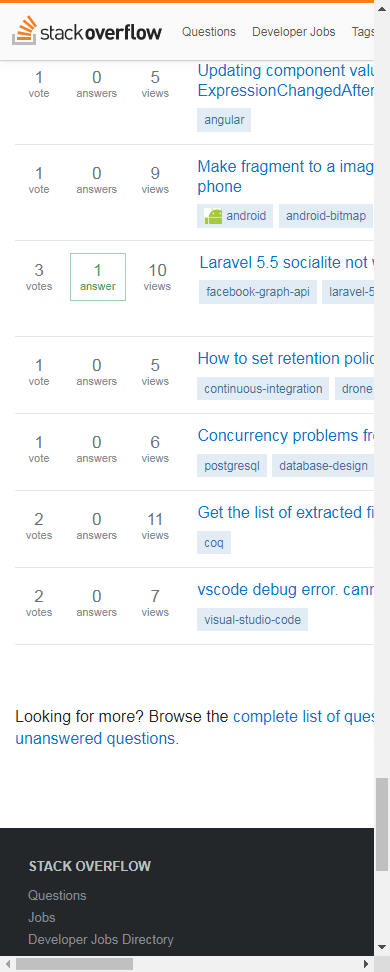 stackoverflow Questions Developer Jobs Tags
1 0 5 Updating component valu
vote answers views ExpressionChangedAfter
angular
1 0 9 Make fragment to a imag
vote answers views phone
android android-bitmap
3 1 10 Laravel 5.5 socialite not
votes answer views facebook-graph-api laravel-5
1 0 5 How to set retention polic
vote answers views continuous-integration drone
1 0 6 Concurrency problems fr
vote answers views postgresql database-design
2 0 11 Get the list of extracted fi
votes answers views coq
2 0 7 vscode debug error. cann
votes answers views visual-studio-code
Looking for more? Browse the complete list of ques
unanswered questions.
STACK OVERFLOW
Questions
Jobs
Developer Jobs Directory